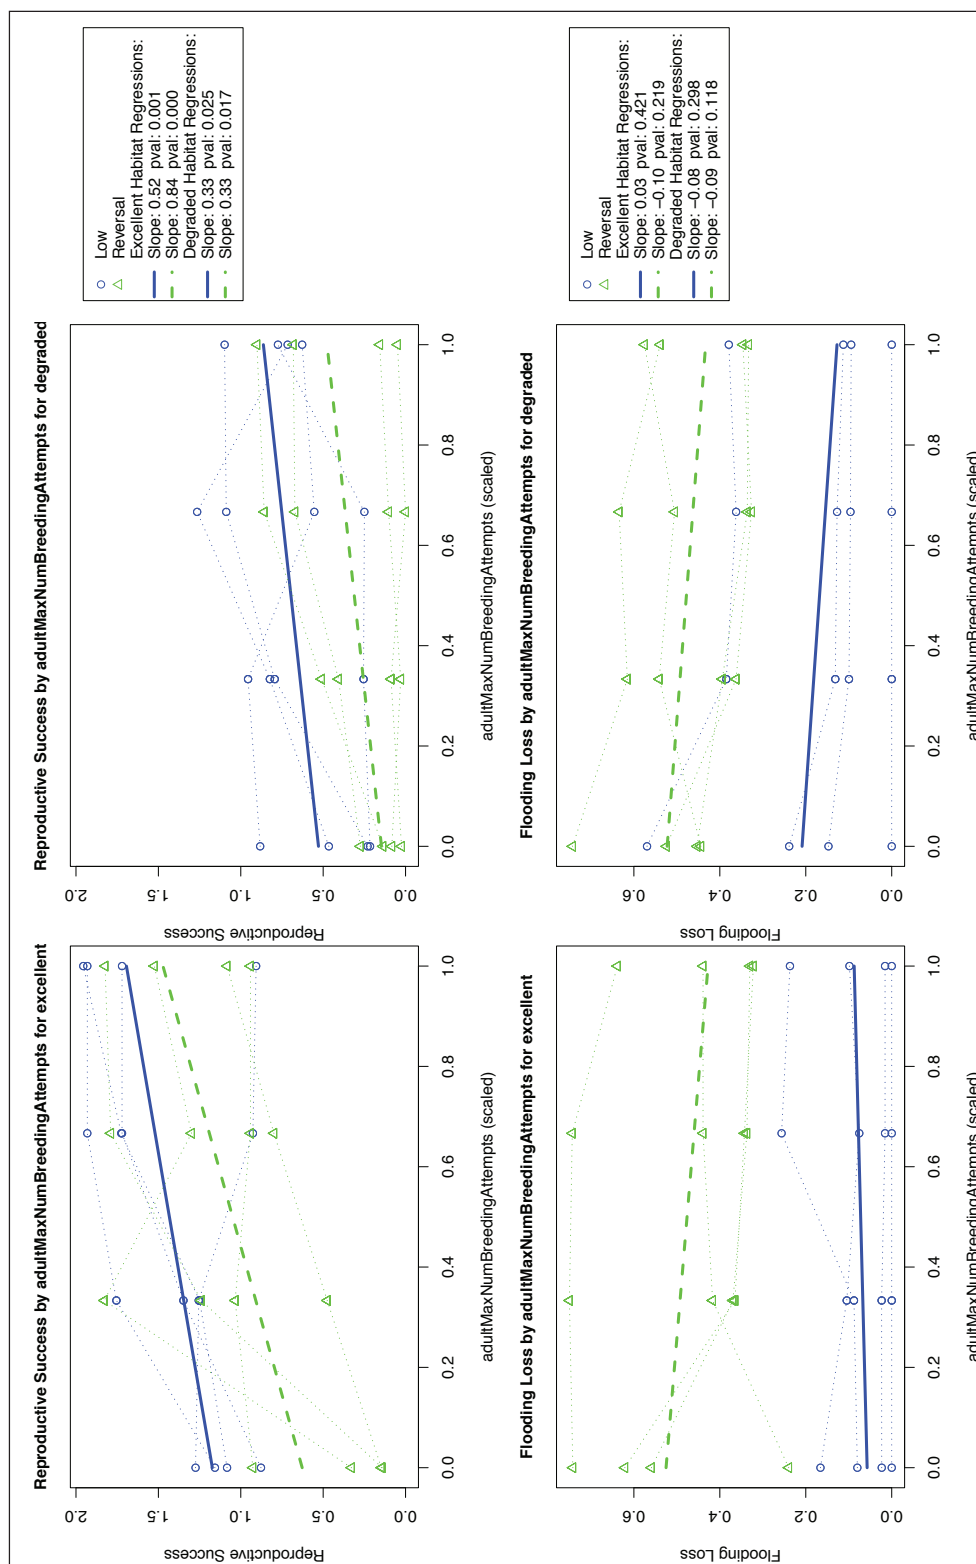 Reproductive Success by adultMaxNumBreedingAttempts for excellent
Reproductive Success
2.0
1.5
1.0
0.5
0.0
0.0 0.2 0.4 0.6 0.8 1.0
adultMaxNumBreedingAttempts (scaled)
Reproductive Success by adultMaxNumBreedingAttempts for degraded
Reproductive Success
2.0
1.5
1.0
0.5
0.0
0.0 0.2 0.4 0.6 0.8 1.0
adultMaxNumBreedingAttempts (scaled)
Low
Reversal
Excellent Habitat Regressions:
Slope: 0.52 pval: 0.001
Slope: 0.84 pval: 0.000
Degraded Habitat Regressions:
Slope: 0.33 pval: 0.025
Slope: 0.33 pval: 0.017
Flooding Loss by adultMaxNumBreedingAttempts for excellent
Flooding Loss
0.6
0.4
0.2
0.0
0.0 0.2 0.4 0.6 0.8 1.0
adultMaxNumBreedingAttempts (scaled)
Flooding Loss by adultMaxNumBreedingAttempts for degraded
Flooding Loss
0.6
0.4
0.2
0.0
0.0 0.2 0.4 0.6 0.8 1.0
adultMaxNumBreedingAttempts (scaled)
Low
Reversal
Excellent Habitat Regressions:
Slope: 0.03 pval: 0.421
Slope: −0.10 pval: 0.219
Degraded Habitat Regressions:
Slope: −0.08 pval: 0.298
Slope: −0.09 pval: 0.118